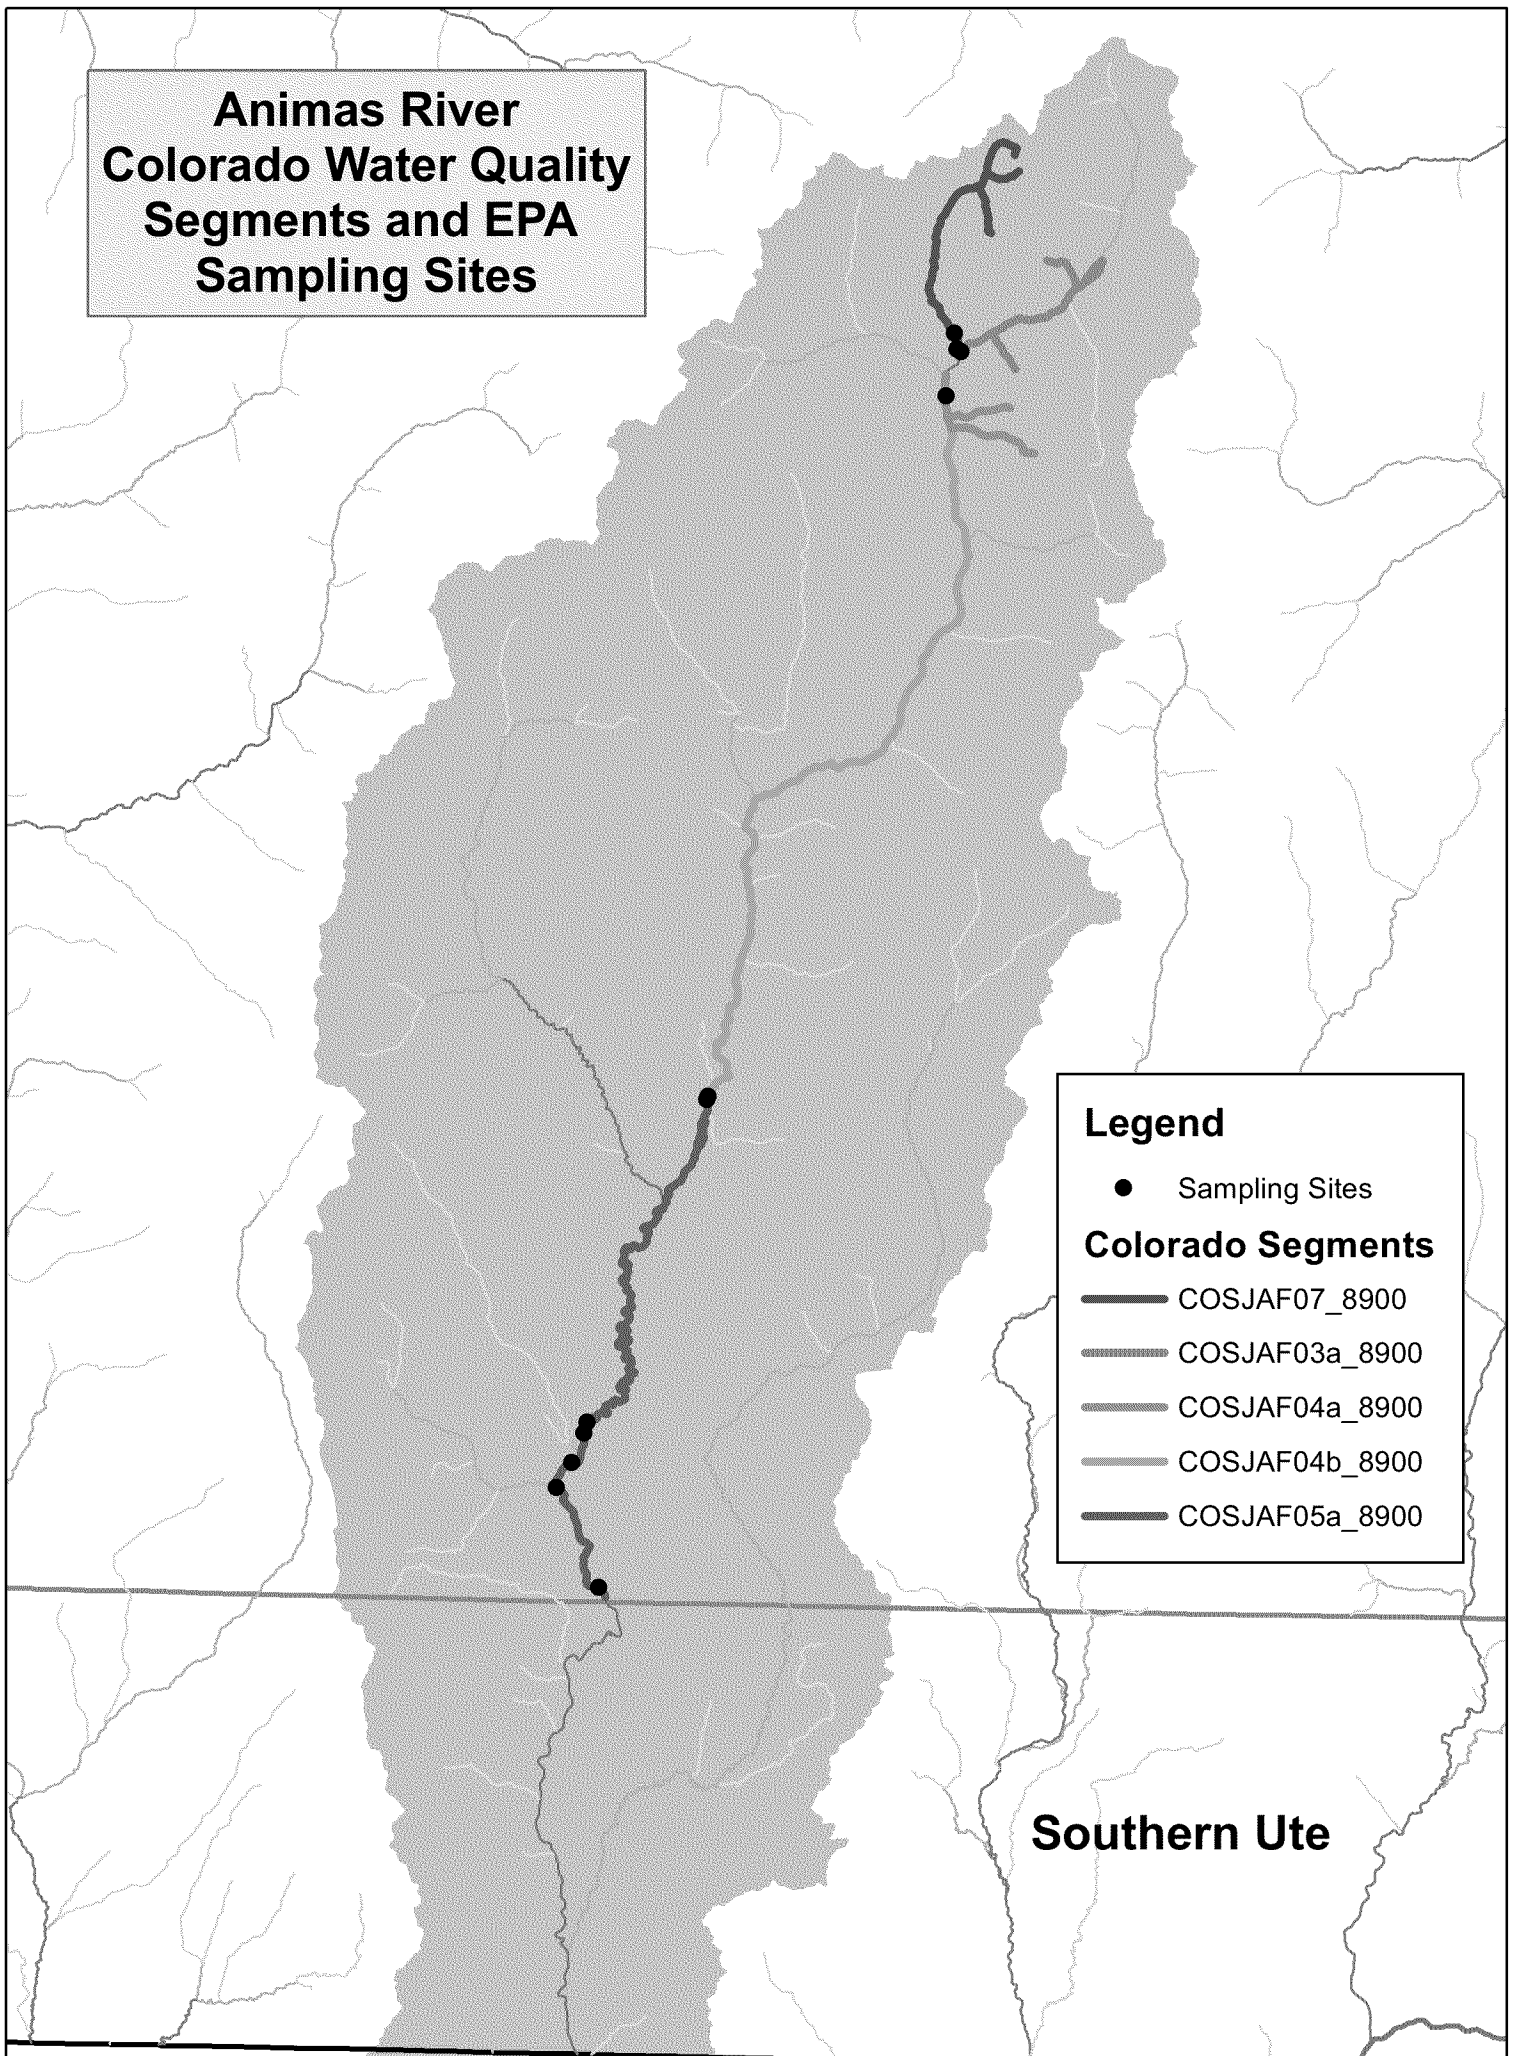 Animas River
Colorado Water Quality
Segments and EPA
Sampling Sites
Legend
Sampling Sites
Colorado Segments
COSJAF07_8900
COSJAF03a_8900
COSJAF04a_8900
COSJAF04b_8900
COSJAF05a_8900
Southern Ute